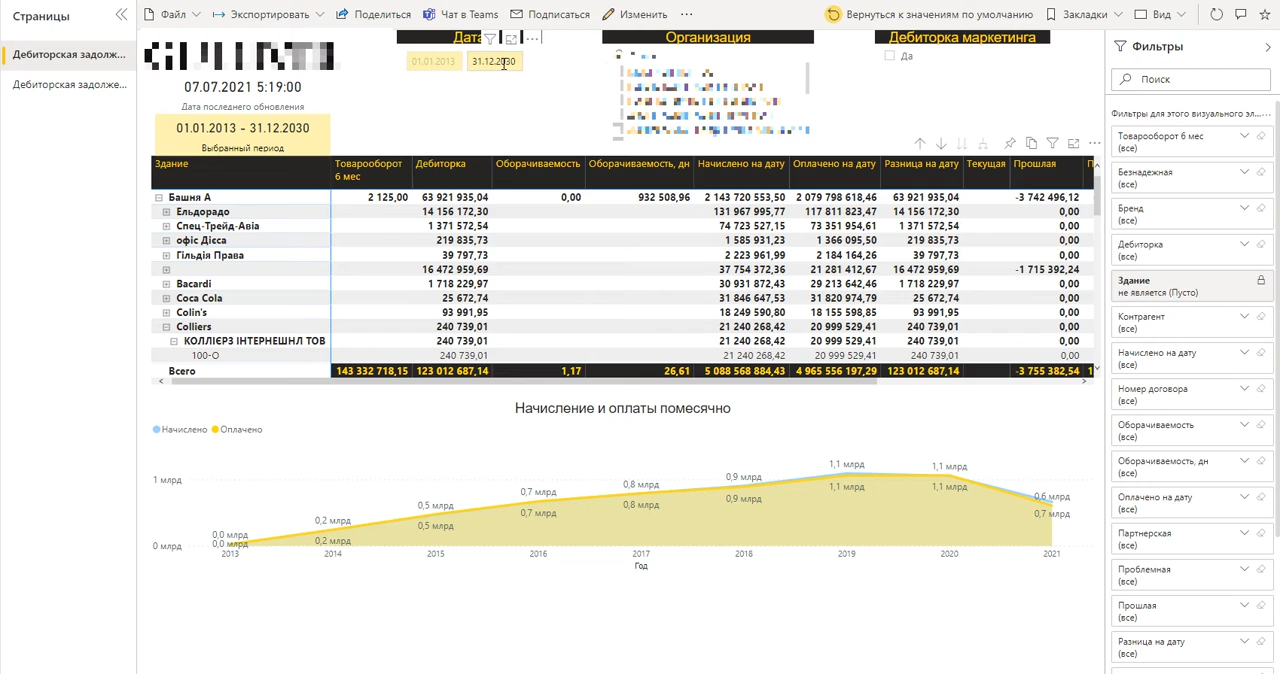 Страницы
Дебиторская задолж...
Дебиторская задолже...
Файл Экспортировать Поделиться Чат в Teams Подписаться Изменить ... Вернуться к значениям по умолчанию Закладки Вид
07.07.2021 5:19:00
Дата последнего обновления
01.01.2013 - 31.12.2030
Выбранный период
Дата
01.01.2013 31.12.2030
Организация
Дебиторка маркетинга
Да
Здание Товарооборот 6 мес Дебиторка Оборачиваемость Оборачиваемость, дн Начислено на дату Оплачено на дату Разница на дату Текущая Прошлая П
Башня А 2 125,00 63 921 935,04 0,00 932 508,96 2 143 720 553,50 2 079 798 618,46 63 921 935,04 -3 742 496,12
Ельдорадо 14 156 172,30 131 967 995,77 117 811 823,47 14 156 172,30 0,00
Спец-Трейд-Авіа 1 371 572,54 74 723 527,15 73 351 954,61 1 371 572,54 0,00
офіс Дісса 219 835,73 1 585 931,23 1 366 095,50 219 835,73 0,00
Гільдія Права 39 797,73 2 223 961,99 2 184 164,26 39 797,73 0,00
16 472 959,69 37 754 372,36 21 281 412,67 16 472 959,69 -1 715 392,24
Bacardi 1 718 229,97 30 931 872,43 29 213 642,46 1 718 229,97 0,00
Coca Cola 25 672,74 31 846 647,53 31 820 974,79 25 672,74 0,00
Colin's 93 991,95 18 249 590,80 18 155 598,85 93 991,95 0,00
Colliers 240 739,01 21 240 268,42 20 999 529,41 240 739,01 0,00
КОЛЛІЄРЗ ІНТЕРНЕШНЛ ТОВ 240 739,01 21 240 268,42 20 999 529,41 240 739,01 0,00
100-О 240 739,01 21 240 268,42 20 999 529,41 240 739,01 0,00
Всего 143 332 718,15 123 012 687,14 1,17 26,61 5 088 568 884,43 4 965 556 197,29 123 012 687,14 -3 755 382,54 1
Начисление и оплаты помесячно
Начислено Оплачено
1 млрд
0 млрд
0,0 млрд 0,2 млрд 0,5 млрд 0,7 млрд 0,8 млрд 0,9 млрд 1,1 млрд 1,1 млрд 0,6 млрд
0,0 млрд 0,2 млрд 0,5 млрд 0,7 млрд 0,8 млрд 0,9 млрд 1,1 млрд 1,1 млрд 0,7 млрд
2013 2014 2015 2016 2017 2018 2019 2020 2021
Год
Фильтры
Поиск
Фильтры для этого визуального эл...
Товарооборот 6 мес
(все)
Безнадежная
(все)
Бренд
(все)
Дебиторка
(все)
Здание
не является (Пусто)
Контрагент
(все)
Начислено на дату
(все)
Номер договора
(все)
Оборачиваемость
(все)
Оборачиваемость, дн
(все)
Оплачено на дату
(все)
Партнерская
(все)
Проблемная
(все)
Прошлая
(все)
Разница на дату
(все)